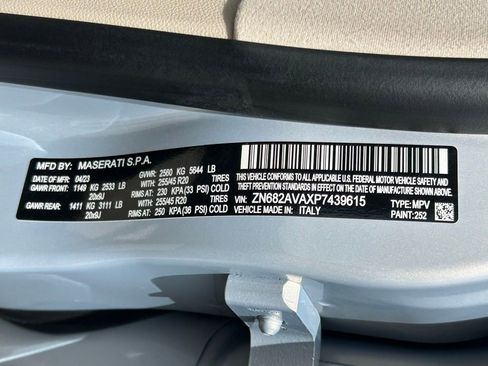 MFD BY: MASERATI S.P.A.
DATE: 04/23 GVWR: 2560 KG 5644 LB
GAWR FRONT: 1149 KG 2533 LB WITH: 255/45 R20 TIRES
20x9J RIMS AT: 230 KPA(33 PSI) COLD
GAWR REAR: 1411 KG 3111 LB WITH: 255/45 R20 TIRES
20x9J RIMS AT: 250 KPA(36 PSI) COLD
THIS VEHICLE CONFORMS TO ALL APPLICABLE U.S. FEDERAL MOTOR VEHICLE
SAFETY, BUMPER, AND THEFT PREVENTION STANDARDS IN EFFECT ON THE
DATE OF MANUFACTURE SHOWN ABOVE.
VIN: ZN682AVAXP7439615 TYPE: MPV
VEHICLE MADE IN: ITALY PAINT: 252